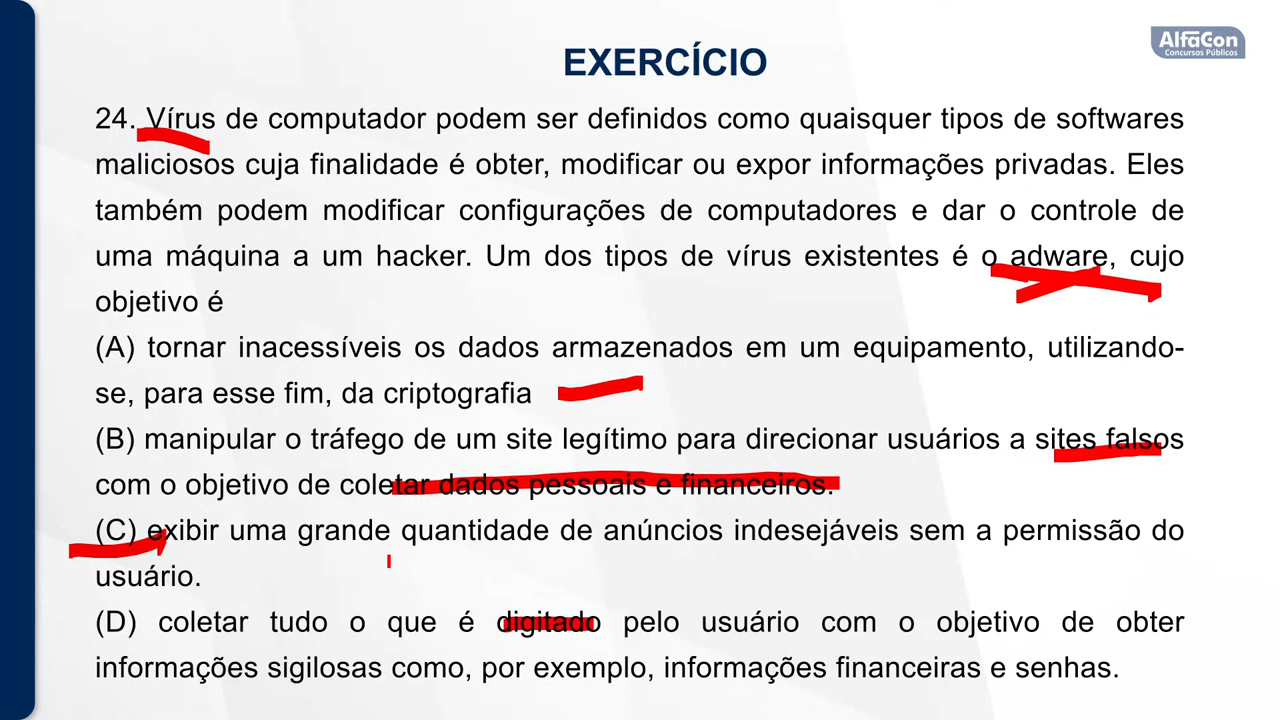 AlfaCon
Concursos Públicos
EXERCÍCIO
24. Vírus de computador podem ser definidos como quaisquer tipos de softwares
maliciosos cuja finalidade é obter, modificar ou expor informações privadas. Eles
também podem modificar configurações de computadores e dar o controle de
uma máquina a um hacker. Um dos tipos de vírus existentes é o adware, cujo
objetivo é
(A) tornar inacessíveis os dados armazenados em um equipamento, utilizando-
se, para esse fim, da criptografia
(B) manipular o tráfego de um site legítimo para direcionar usuários a sites falsos
com o objetivo de coletar dados pessoais e financeiros.
(C) exibir uma grande quantidade de anúncios indesejáveis sem a permissão do
usuário.
(D) coletar tudo o que é digitado pelo usuário com o objetivo de obter
informações sigilosas como, por exemplo, informações financeiras e senhas.